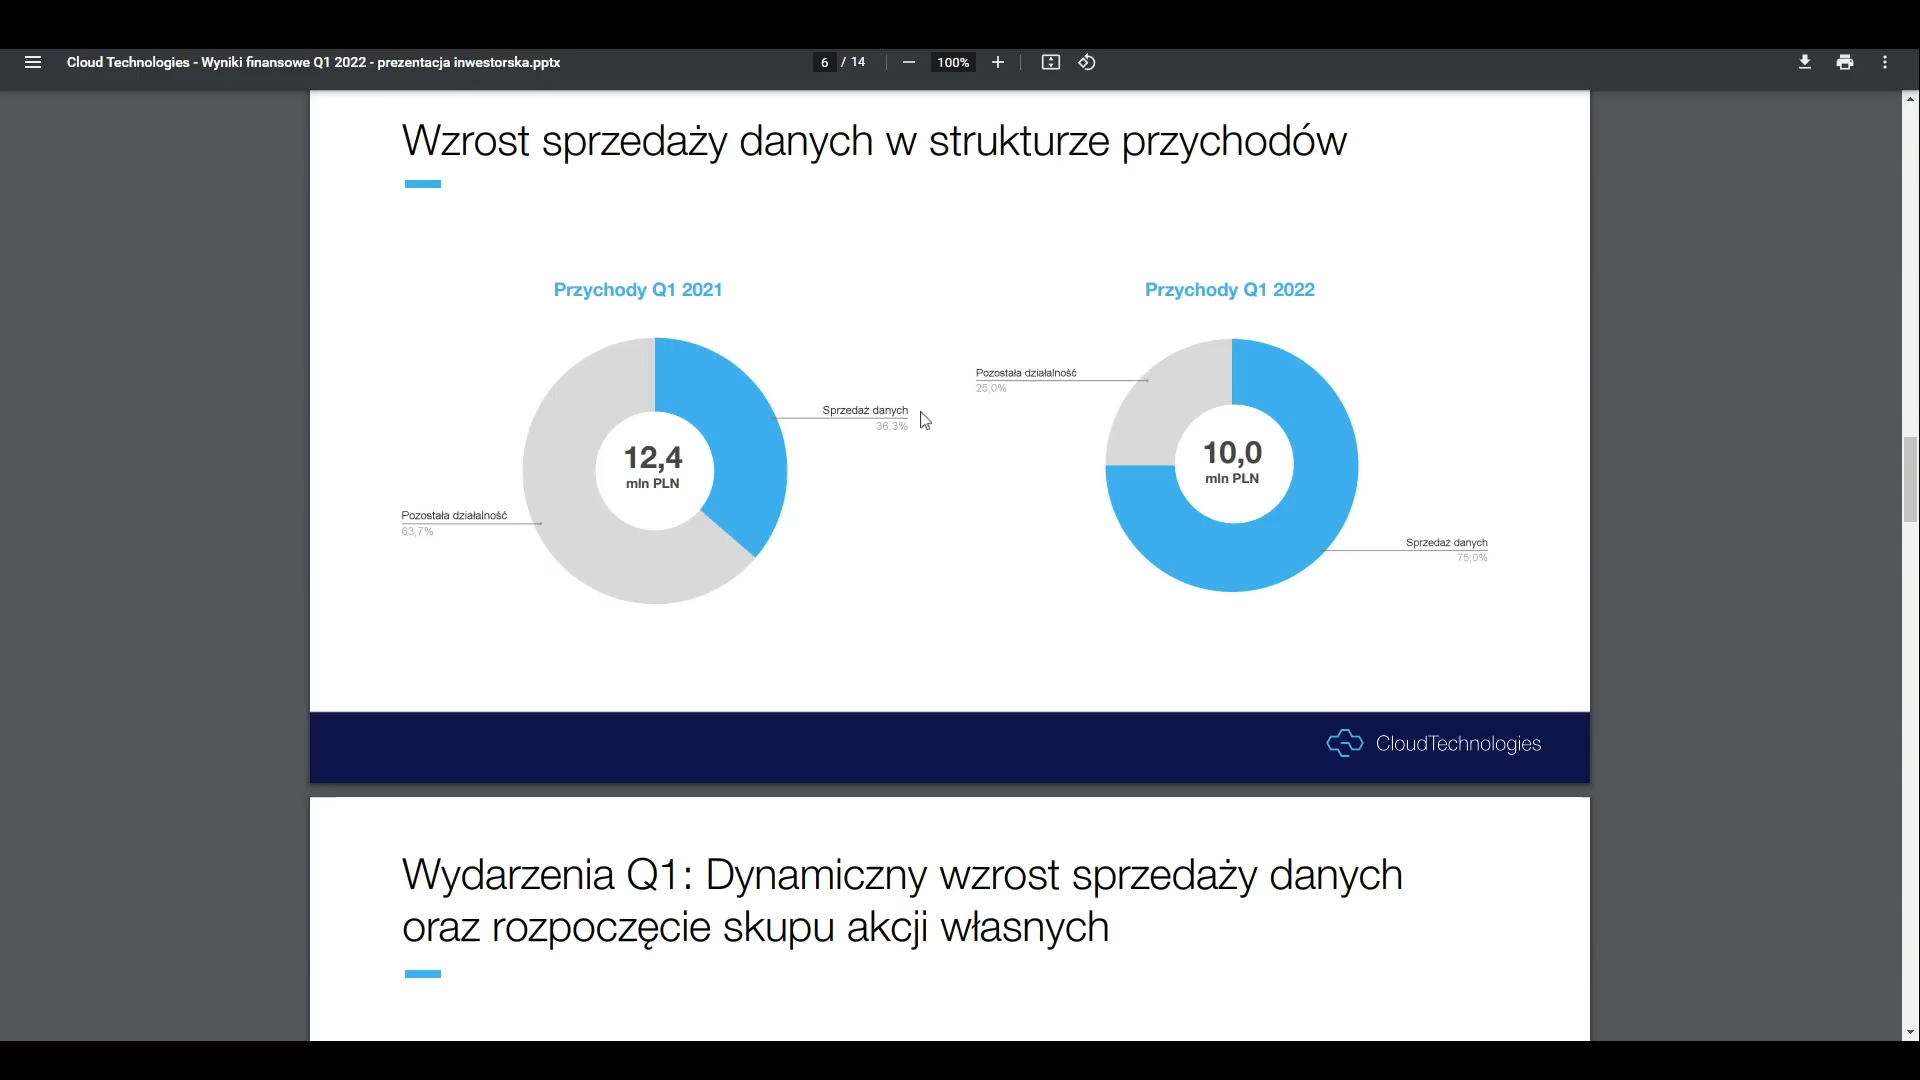 Cloud Technologies - Wyniki finansowe Q1 2022 - prezentacja inwestorska.pptx
6 / 14
100%
Wzrost sprzedaży danych w strukturze przychodów
Przychody Q1 2021
12,4
mln PLN
Sprzedaż danych
36,3%
Pozostała działalność
63,7%
Przychody Q1 2022
Pozostała działalność
25,0%
10,0
mln PLN
Sprzedaż danych
75,0%
CloudTechnologies
Wydarzenia Q1: Dynamiczny wzrost sprzedaży danych
oraz rozpoczęcie skupu akcji własnych